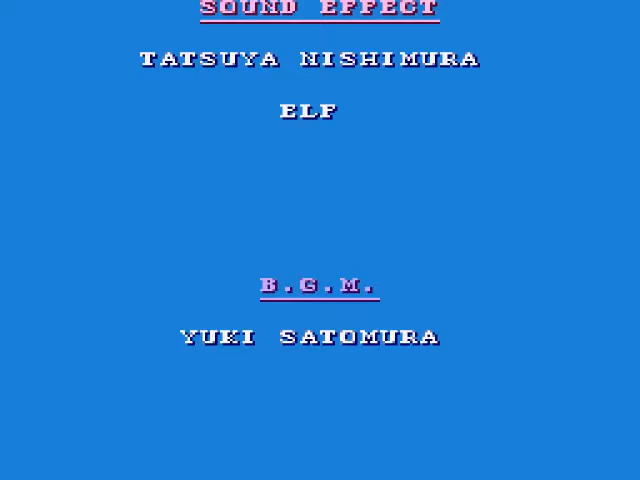 SOUND EFFECT
TATSUYA NISHIMURA
ELF
B.G.M.
YUKI SATOMURA